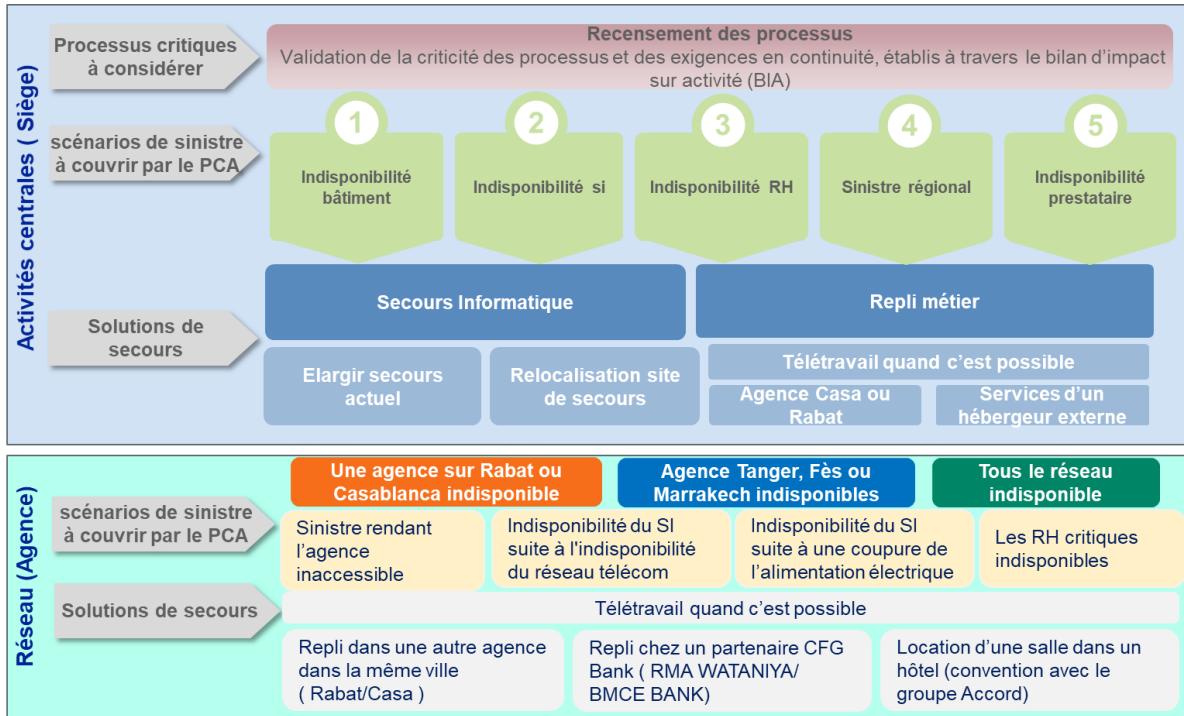 Activités centrales ( Siège)
Processus critiques
à considérer
Recensement des processus
Validation de la criticité des processus et des exigences en continuité, établis à travers le bilan d’impact
sur activité (BIA)
scénarios de sinistre
à couvrir par le PCA
1
Indisponibilité
bâtiment
2
Indisponibilité si
3
Indisponibilité RH
4
Sinistre régional
5
Indisponibilité
prestataire
Solutions de
secours
Secours Informatique
Repli métier
Elargir secours
actuel
Relocalisation site
de secours
Télétravail quand c’est possible
Agence Casa ou
Rabat
Services d’un
hébergeur externe
Réseau (Agence)
Une agence sur Rabat ou
Casablanca indisponible
Agence Tanger, Fès ou
Marrakech indisponibles
Tous le réseau
indisponible
scénarios de sinistre
à couvrir par le PCA
Sinistre rendant
l’agence
inaccessible
Indisponibilité du SI
suite à l'indisponibilité
du réseau télécom
Indisponibilité du SI
suite à une coupure de
l’alimentation électrique
Les RH critiques
indisponibles
Solutions de secours
Télétravail quand c’est possible
Repli dans une autre agence
dans la même ville
( Rabat/Casa )
Repli chez un partenaire CFG
Bank ( RMA WATANIYA/
BMCE BANK)
Location d’une salle dans un
hôtel (convention avec le
groupe Accord)